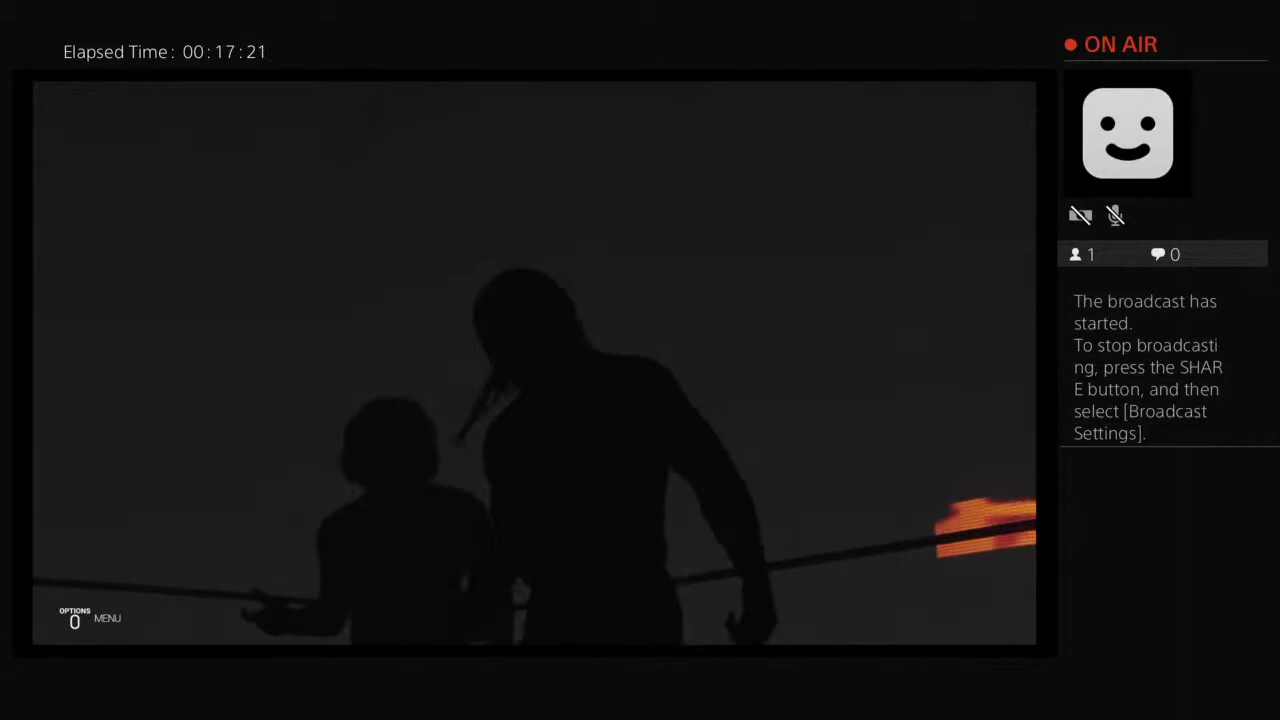 Elapsed Time: 00:17:21
ON AIR
1 0
The broadcast has
started.
To stop broadcasti
ng, press the SHAR
E button, and then
select [Broadcast
Settings].
OPTIONS
MENU